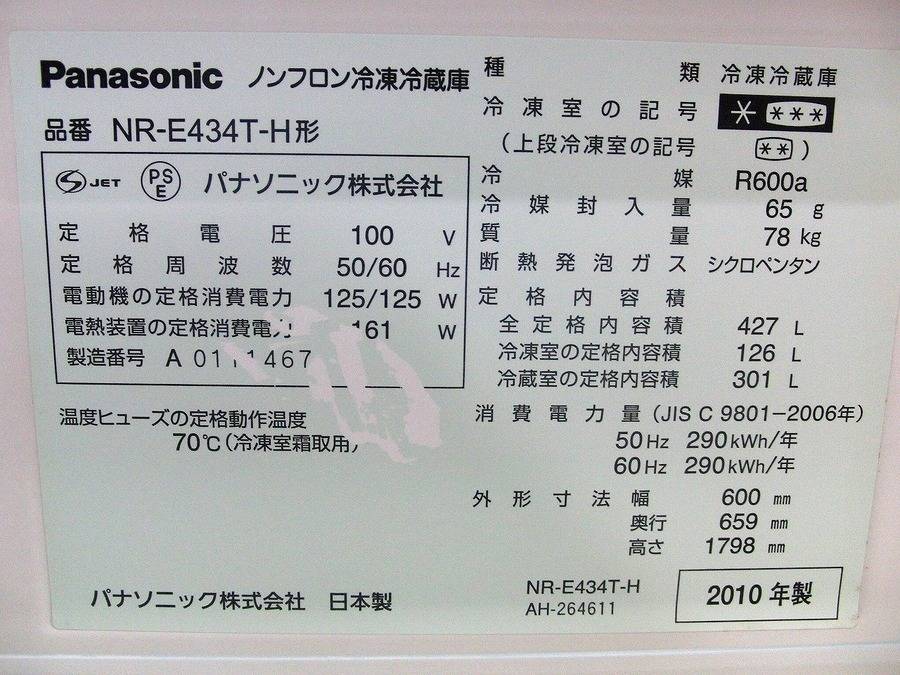 Panasonic ノンフロン冷凍冷蔵庫
品番 NR-E434T-H形
JET PSE パナソニック株式会社
定格電圧 100 V
定格周波数 50/60 Hz
電動機の定格消費電力 125/125 W
電熱装置の定格消費電力 161 W
製造番号 A 0111467
温度ヒューズの定格動作温度
70℃(冷凍室霜取用)
種類 冷凍冷蔵庫
冷凍室の記号 * ***
(上段冷凍室の記号 ** )
冷媒 R600a
冷媒封入量 65 g
質量 78 kg
断熱発泡ガス シクロペンタン
定格内容積
全定格内容積 427 L
冷凍室の定格内容積 126 L
冷蔵室の定格内容積 301 L
消費電力量(JIS C 9801-2006年)
50Hz 290kWh/年
60Hz 290kWh/年
外形寸法幅 600 mm
奥行 659 mm
高さ 1798 mm
パナソニック株式会社 日本製
NR-E434T-H
AH-264611
2010年製